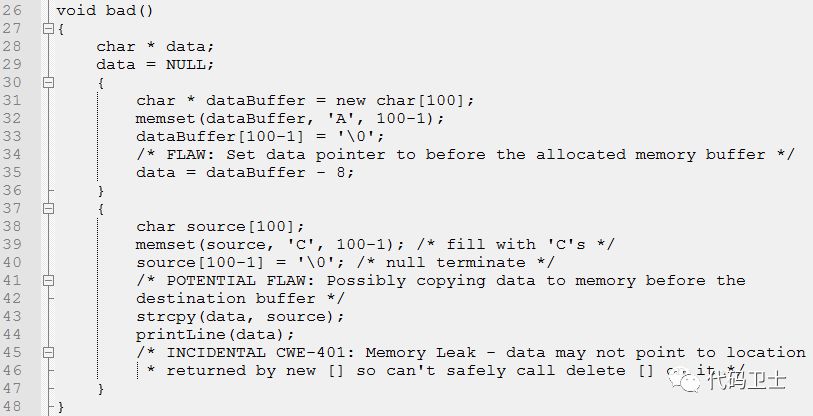 26 void bad()
27 {
28     char * data;
29     data = NULL;
30     {
31         char * dataBuffer = new char[100];
32         memset(dataBuffer, 'A', 100-1);
33         dataBuffer[100-1] = '\0';
34         /* FLAW: Set data pointer to before the allocated memory buffer */
35         data = dataBuffer - 8;
36     }
37     {
38         char source[100];
39         memset(source, 'C', 100-1); /* fill with 'C's */
40         source[100-1] = '\0'; /* null terminate */
41         /* POTENTIAL FLAW: Possibly copying data to memory before the
42         destination buffer */
43         strcpy(data, source);
44         printLine(data);
45         /* INCIDENTAL CWE-401: Memory Leak - data may not point to location
46          * returned by new [] so can't safely call delete [] on it */
47     }
48 }
代码卫士